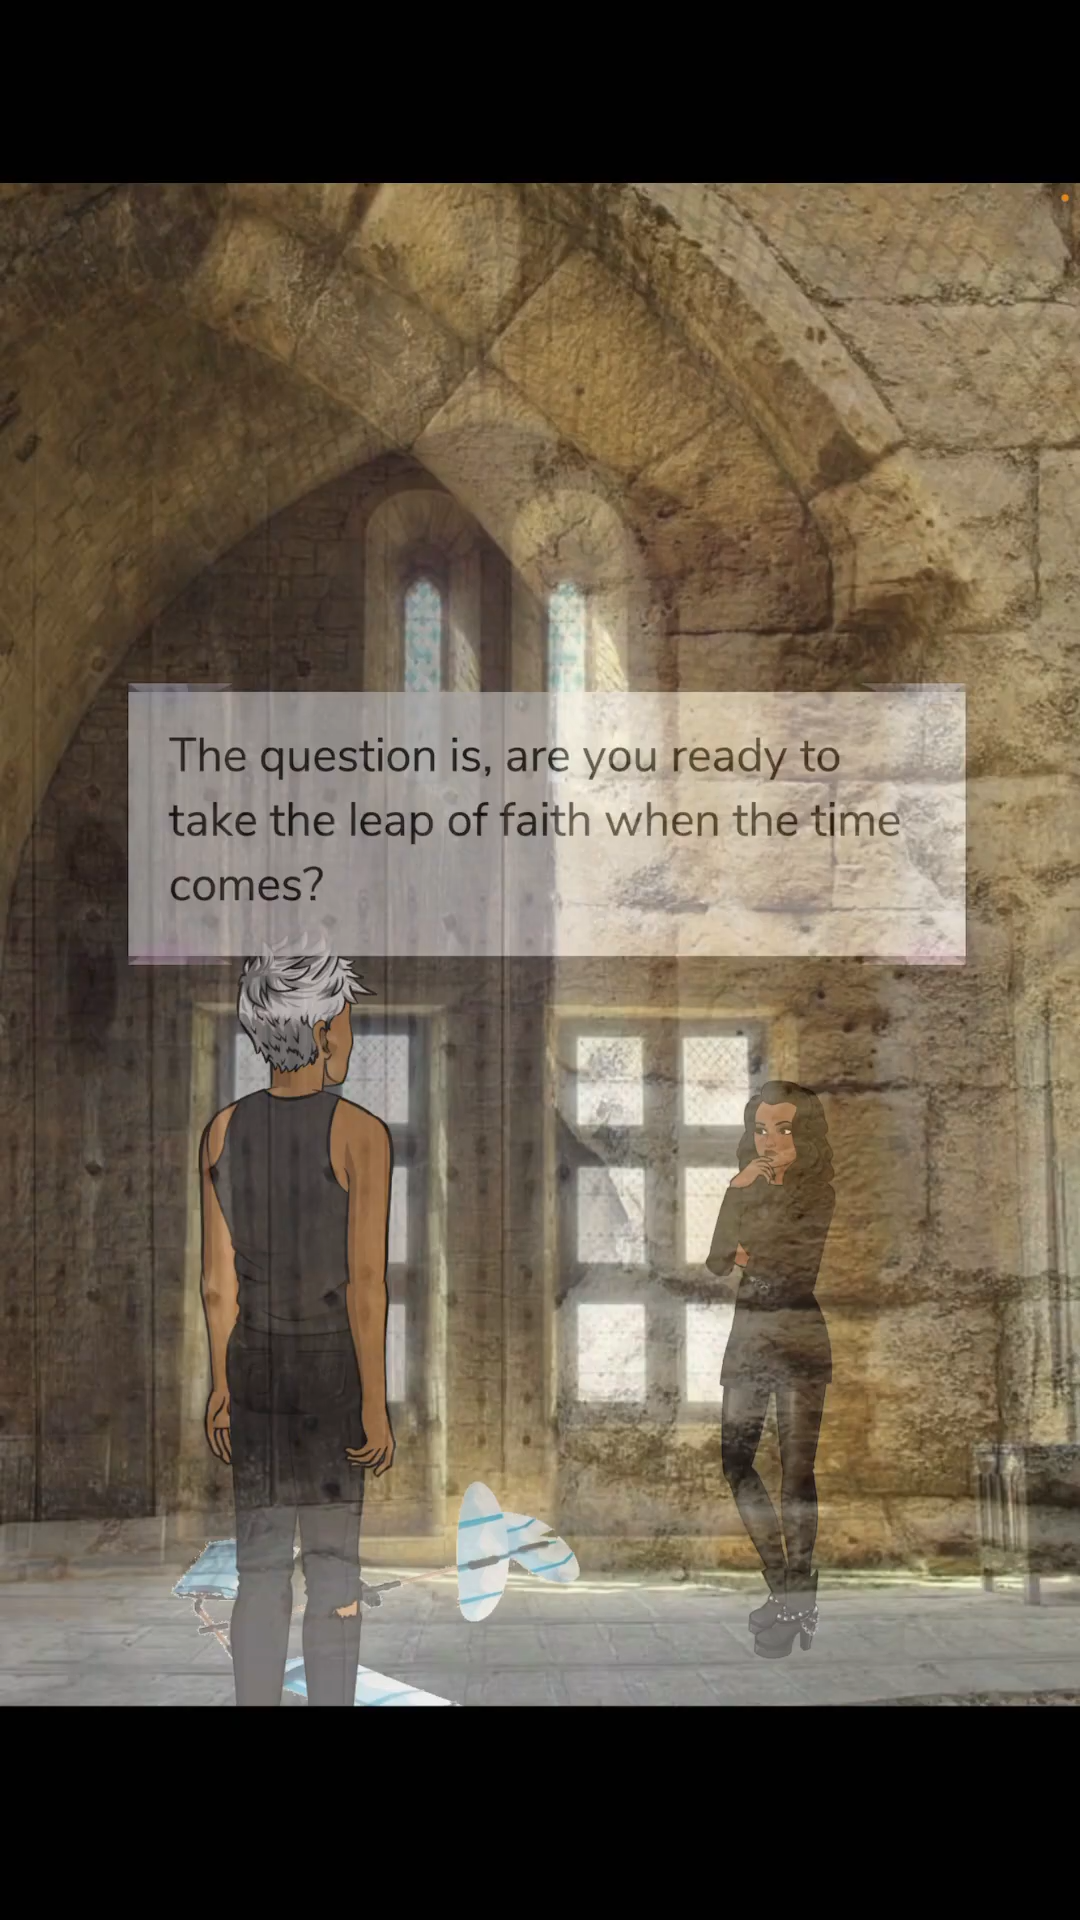 The question is, are you ready to
take the leap of faith when the time
comes?